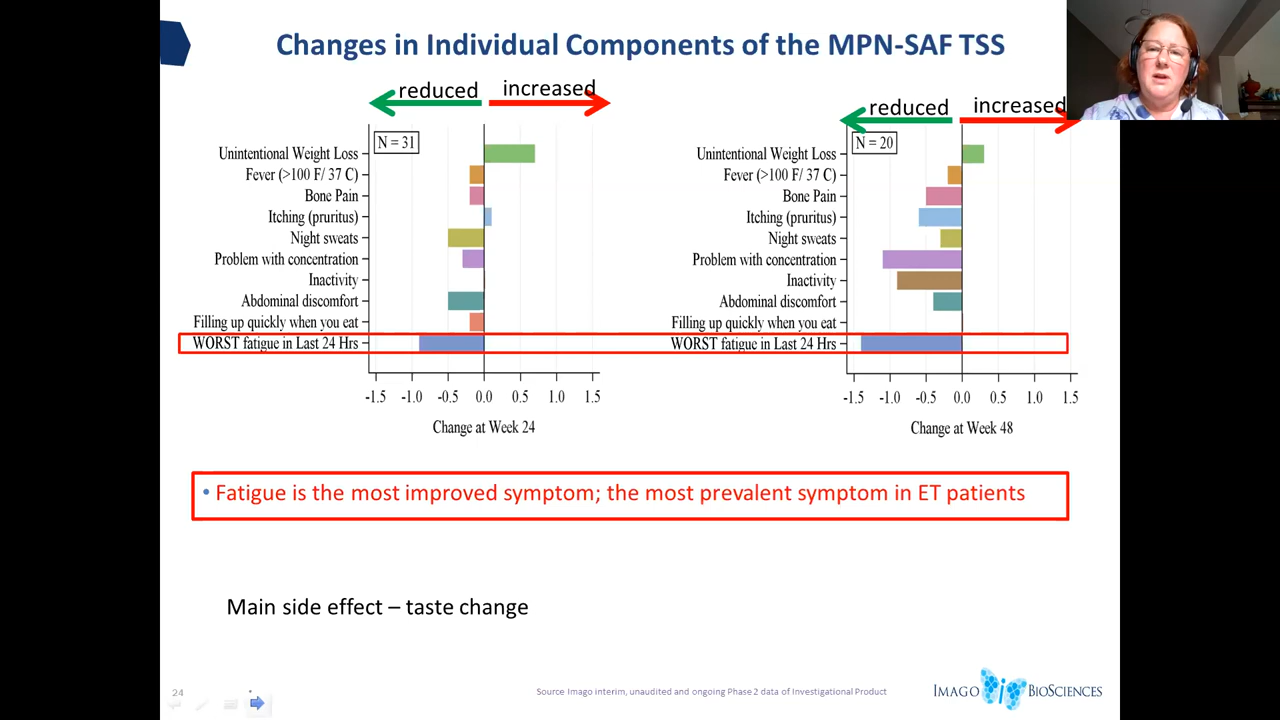 Changes in Individual Components of the MPN-SAF TSS
reduced
increased
N = 31
Unintentional Weight Loss
Fever (>100 F/ 37 C)
Bone Pain
Itching (pruritus)
Night sweats
Problem with concentration
Inactivity
Abdominal discomfort
Filling up quickly when you eat
WORST fatigue in Last 24 Hrs
-1.5 -1.0 -0.5 0.0 0.5 1.0 1.5
Change at Week 24
reduced
increased
N = 20
Unintentional Weight Loss
Fever (>100 F/ 37 C)
Bone Pain
Itching (pruritus)
Night sweats
Problem with concentration
Inactivity
Abdominal discomfort
Filling up quickly when you eat
WORST fatigue in Last 24 Hrs
-1.5 -1.0 -0.5 0.0 0.5 1.0 1.5
Change at Week 48
• Fatigue is the most improved symptom; the most prevalent symptom in ET patients
Main side effect – taste change
24
Source Imago interim, unaudited and ongoing Phase 2 data of Investigational Product
IMAGO BIOSCIENCES